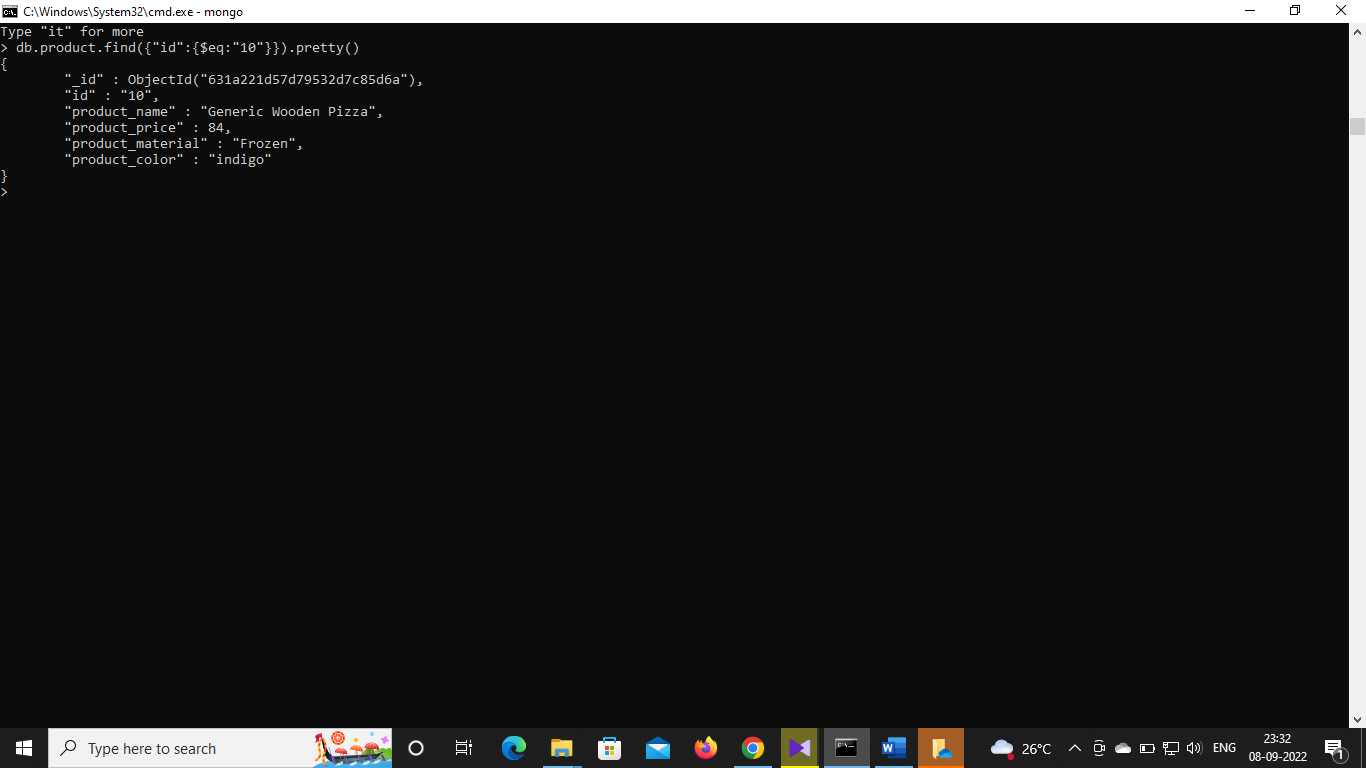 C:\Windows\System32\cmd.exe - mongo
Type "it" for more
> db.product.find({"id":{$eq:"10"}}).pretty()
{
"_id" : ObjectId("631a221d57d79532d7c85d6a"),
"id" : "10",
"product_name" : "Generic Wooden Pizza",
"product_price" : 84,
"product_material" : "Frozen",
"product_color" : "indigo"
}
>
Type here to search
26°C
ENG
23:32
08-09-2022
1